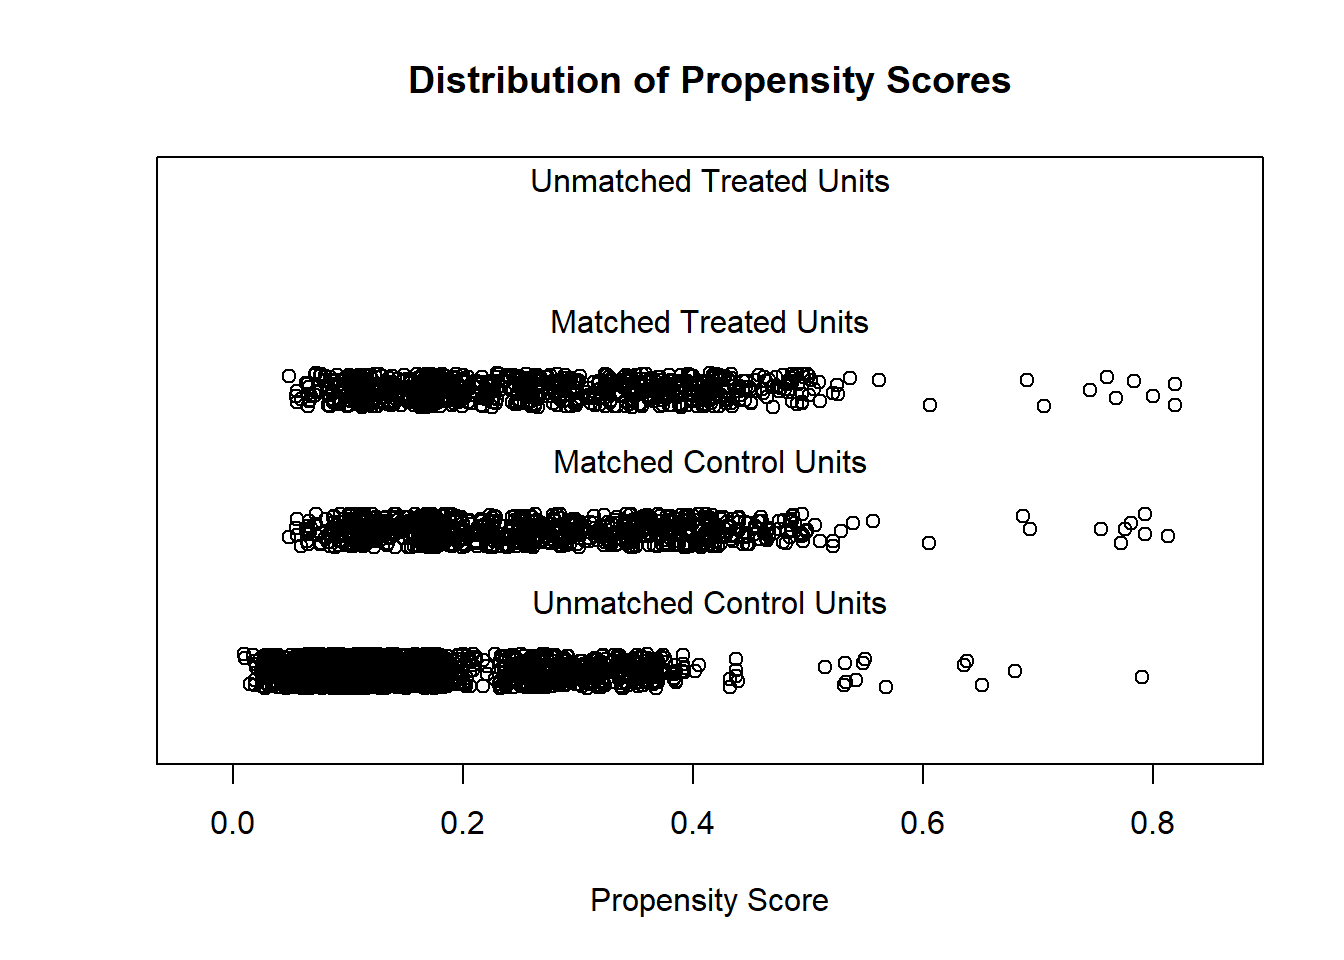 Distribution of Propensity Scores
Unmatched Treated Units
Matched Treated Units
Matched Control Units
Unmatched Control Units
0.0 0.2 0.4 0.6 0.8
Propensity Score